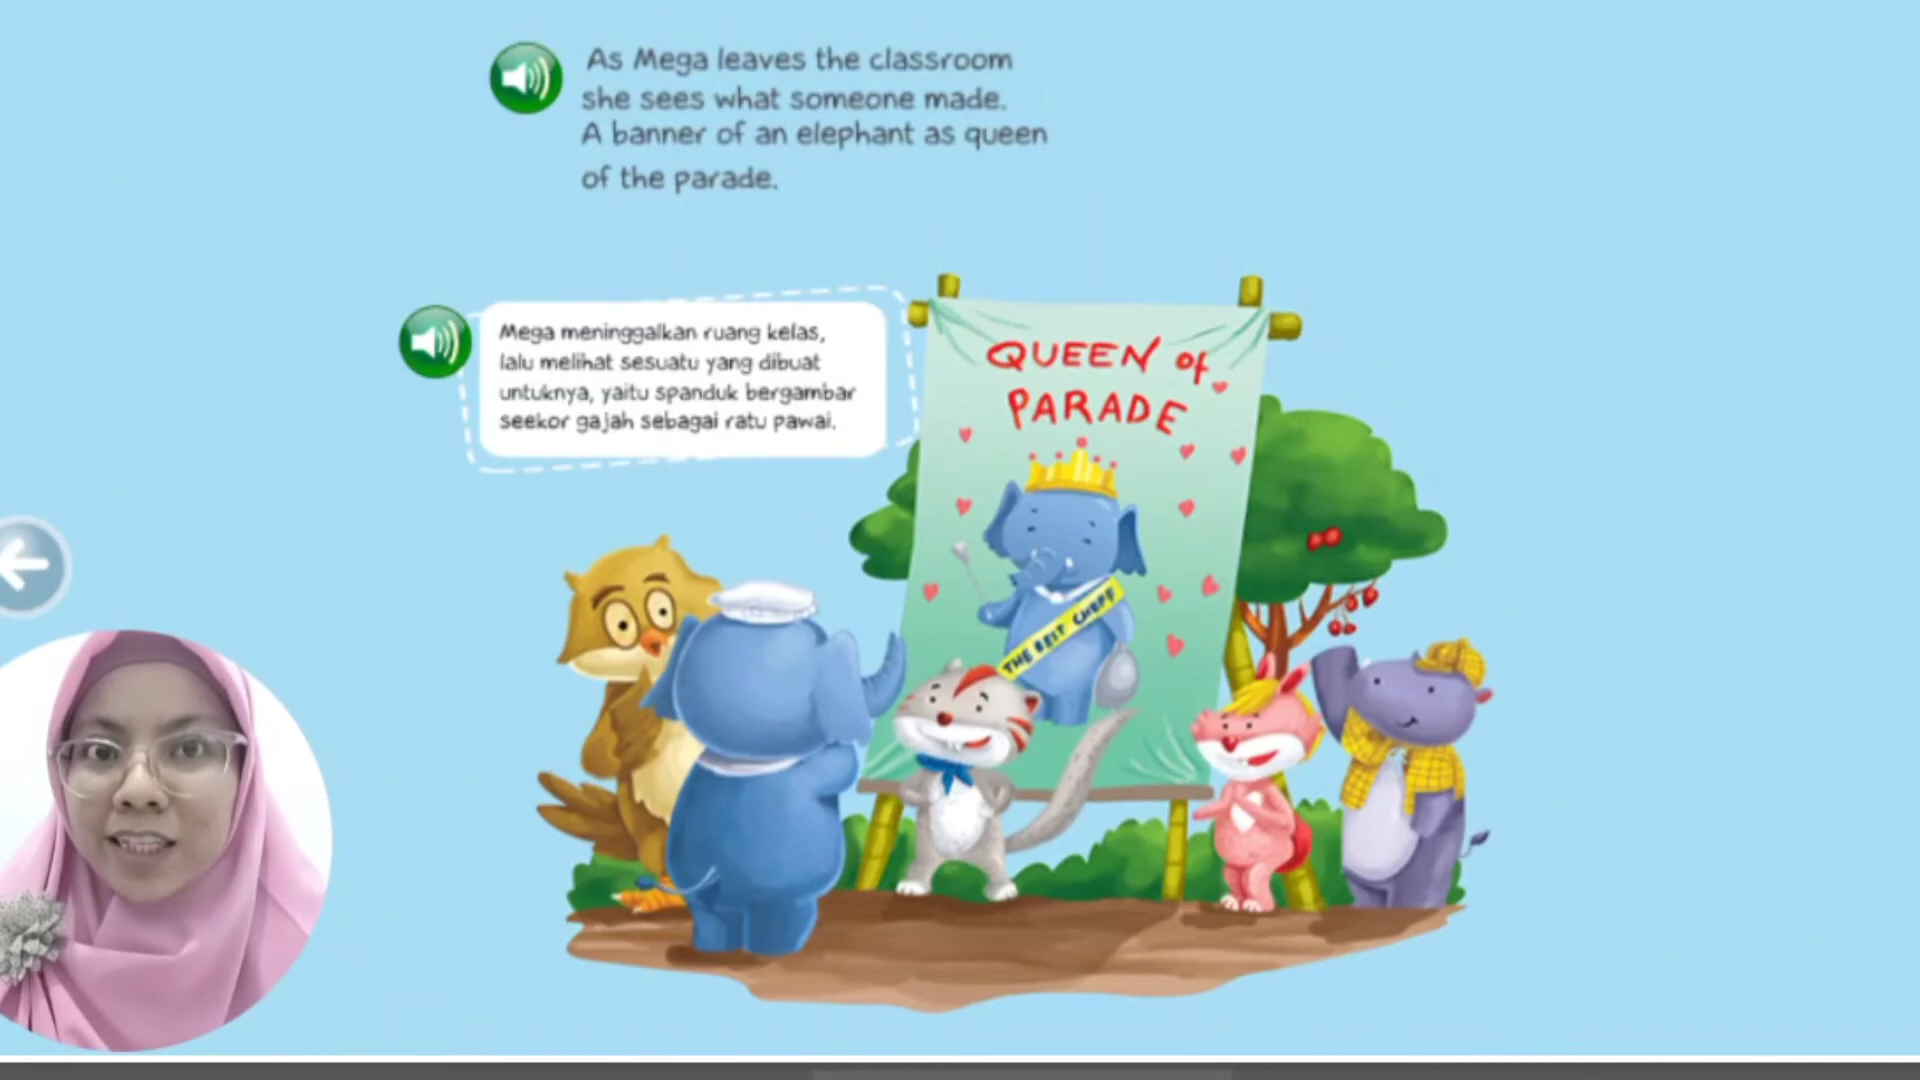 As Mega leaves the classroom
she sees what someone made.
A banner of an elephant as queen
of the parade.
Mega meninggalkan ruang kelas,
lalu melihat sesuatu yang dibuat
untuknya, yaitu spanduk bergambar
seekor gajah sebagai ratu pawai.
QUEEN of
PARADE
THE BEST CHEFF